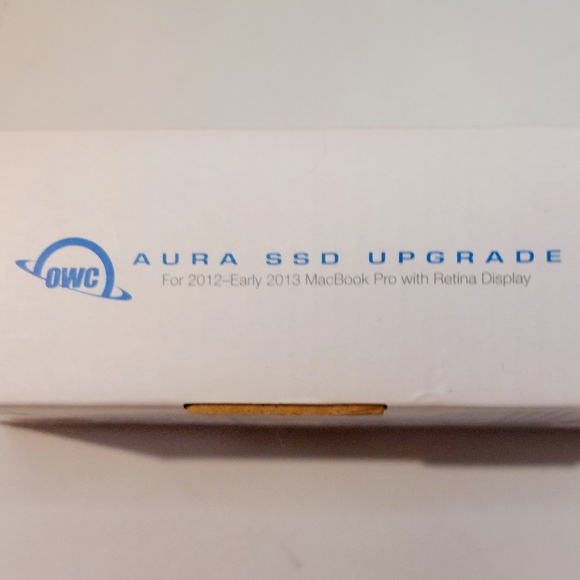 OWC
AURA SSD UPGRADE
For 2012–Early 2013 MacBook Pro with Retina Display